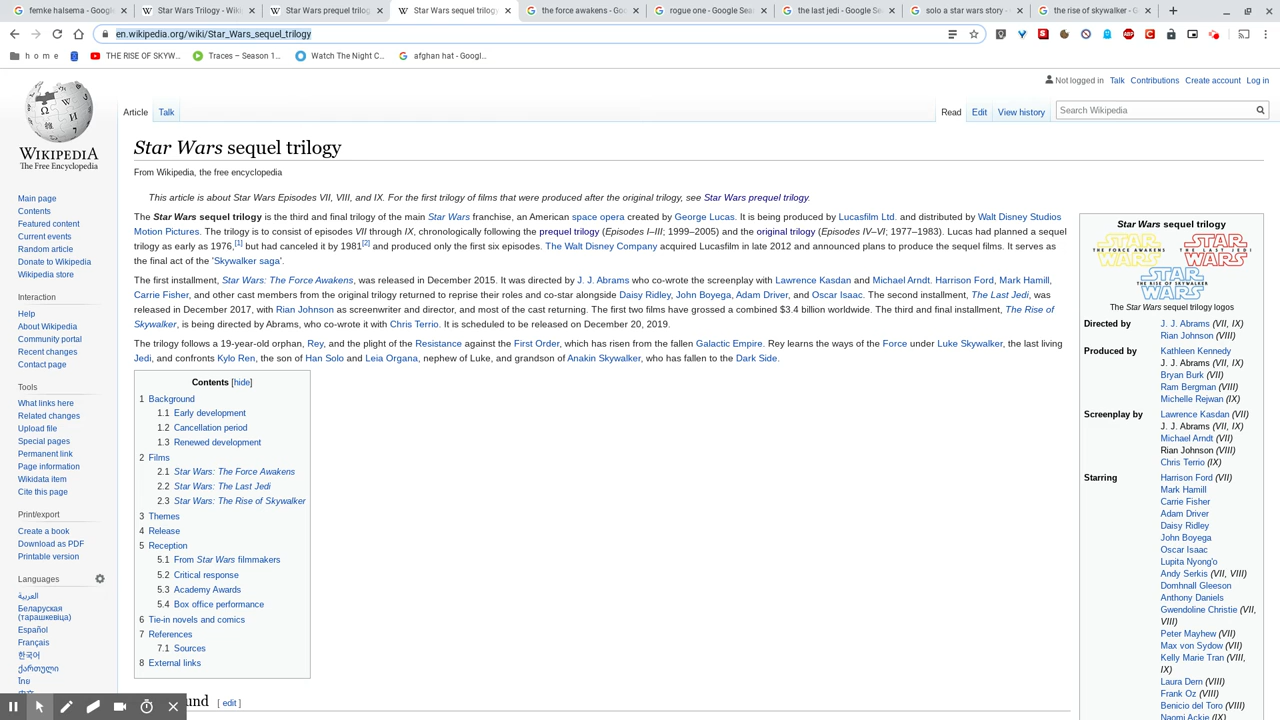 femke halsema - Googl
Star Wars Trilogy - Wiki
Star Wars prequel trilog
Star Wars sequel trilog
the force awakens - Goo
rogue one - Google Sear
the last jedi - Google Se
solo a star wars story -
the rise of skywalker - G
en.wikipedia.org/wiki/Star_Wars_sequel_trilogy
h o m e
THE RISE OF SKYW...
Traces – Season 1...
Watch The Night C...
afghan hat - Googl...
Not logged in Talk Contributions Create account Log in
Article Talk
Read Edit View history
Search Wikipedia
WIKIPEDIA
The Free Encyclopedia
Main page
Contents
Featured content
Current events
Random article
Donate to Wikipedia
Wikipedia store
Interaction
Help
About Wikipedia
Community portal
Recent changes
Contact page
Tools
What links here
Related changes
Upload file
Special pages
Permanent link
Page information
Wikidata item
Cite this page
Print/export
Create a book
Download as PDF
Printable version
Languages
العربية
Беларуская
(тарашкевіца)
Español
Français
한국어
ქართული
ไทย
Star Wars sequel trilogy
From Wikipedia, the free encyclopedia
This article is about Star Wars Episodes VII, VIII, and IX. For the first trilogy of films that were produced after the original trilogy, see Star Wars prequel trilogy.
The Star Wars sequel trilogy is the third and final trilogy of the main Star Wars franchise, an American space opera created by George Lucas. It is being produced by Lucasfilm Ltd. and distributed by Walt Disney Studios
Motion Pictures. The trilogy is to consist of episodes VII through IX, chronologically following the prequel trilogy (Episodes I–III; 1999–2005) and the original trilogy (Episodes IV–VI; 1977–1983). Lucas had planned a sequel
trilogy as early as 1976,[1] but had canceled it by 1981[2] and produced only the first six episodes. The Walt Disney Company acquired Lucasfilm in late 2012 and announced plans to produce the sequel films. It serves as
the final act of the 'Skywalker saga'.
The first installment, Star Wars: The Force Awakens, was released in December 2015. It was directed by J. J. Abrams who co-wrote the screenplay with Lawrence Kasdan and Michael Arndt. Harrison Ford, Mark Hamill,
Carrie Fisher, and other cast members from the original trilogy returned to reprise their roles and co-star alongside Daisy Ridley, John Boyega, Adam Driver, and Oscar Isaac. The second installment, The Last Jedi, was
released in December 2017, with Rian Johnson as screenwriter and director, and most of the cast returning. The first two films have grossed a combined $3.4 billion worldwide. The third and final installment, The Rise of
Skywalker, is being directed by Abrams, who co-wrote it with Chris Terrio. It is scheduled to be released on December 20, 2019.
The trilogy follows a 19-year-old orphan, Rey, and the plight of the Resistance against the First Order, which has risen from the fallen Galactic Empire. Rey learns the ways of the Force under Luke Skywalker, the last living
Jedi, and confronts Kylo Ren, the son of Han Solo and Leia Organa, nephew of Luke, and grandson of Anakin Skywalker, who has fallen to the Dark Side.
Contents [hide]
1 Background
1.1 Early development
1.2 Cancellation period
1.3 Renewed development
2 Films
2.1 Star Wars: The Force Awakens
2.2 Star Wars: The Last Jedi
2.3 Star Wars: The Rise of Skywalker
3 Themes
4 Release
5 Reception
5.1 From Star Wars filmmakers
5.2 Critical response
5.3 Academy Awards
5.4 Box office performance
6 Tie-in novels and comics
7 References
7.1 Sources
8 External links
und [ edit ]
Star Wars sequel trilogy
STAR WARS THE FORCE AWAKENS
STAR WARS THE LAST JEDI
STAR WARS THE RISE OF SKYWALKER
The Star Wars sequel trilogy logos
Directed by J. J. Abrams (VII, IX)
Rian Johnson (VIII)
Produced by Kathleen Kennedy
J. J. Abrams (VII, IX)
Bryan Burk (VII)
Ram Bergman (VIII)
Michelle Rejwan (IX)
Screenplay by Lawrence Kasdan (VII)
J. J. Abrams (VII, IX)
Michael Arndt (VII)
Rian Johnson (VIII)
Chris Terrio (IX)
Starring Harrison Ford (VII)
Mark Hamill
Carrie Fisher
Adam Driver
Daisy Ridley
John Boyega
Oscar Isaac
Lupita Nyong'o
Andy Serkis (VII, VIII)
Domhnall Gleeson
Anthony Daniels
Gwendoline Christie (VII,
VIII)
Peter Mayhew (VII)
Max von Sydow (VII)
Kelly Marie Tran (VIII,
IX)
Laura Dern (VIII)
Frank Oz (VIII)
Benicio del Toro (VIII)
Naomi Ackie (IX)